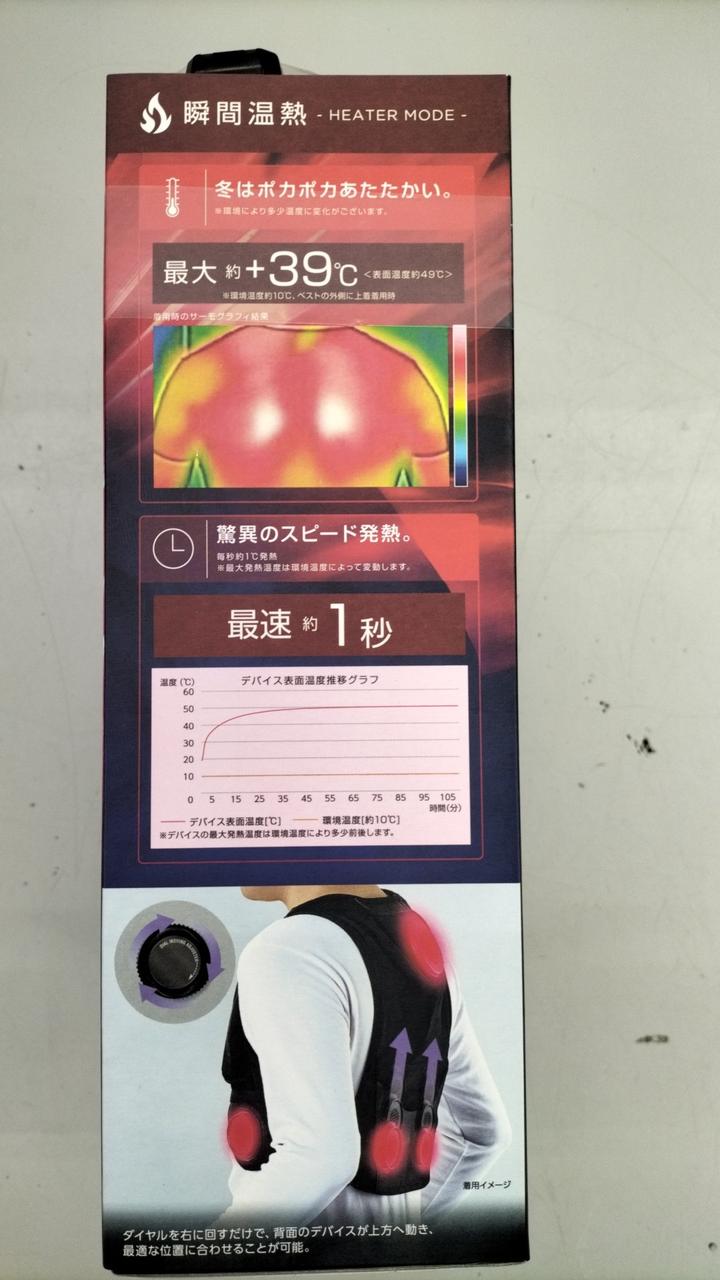 瞬間温熱 - HEATER MODE -
冬はポカポカあたたかい。
※環境により多少温度に変化がございます。
最大 約+39℃ <表面温度約49℃>
※環境温度約10℃、ベストの外側に上着着用時
着用時のサーモグラフィ結果
驚異のスピード発熱。
毎秒約1℃発熱
※最大発熱温度は環境温度によって変動します。
最速 約 1 秒
温度 (℃) デバイス表面温度推移グラフ
60
50
40
30
20
10
0 5 15 25 35 45 55 65 75 85 95 105
時間(分)
デバイス表面温度[℃] 環境温度[約10℃]
※デバイスの最大発熱温度は環境温度により多少前後します。
DIAL MOVING ADJUSTER
着用イメージ
ダイヤルを右に回すだけで、背面のデバイスが上方へ動き、
最適な位置に合わせることが可能。